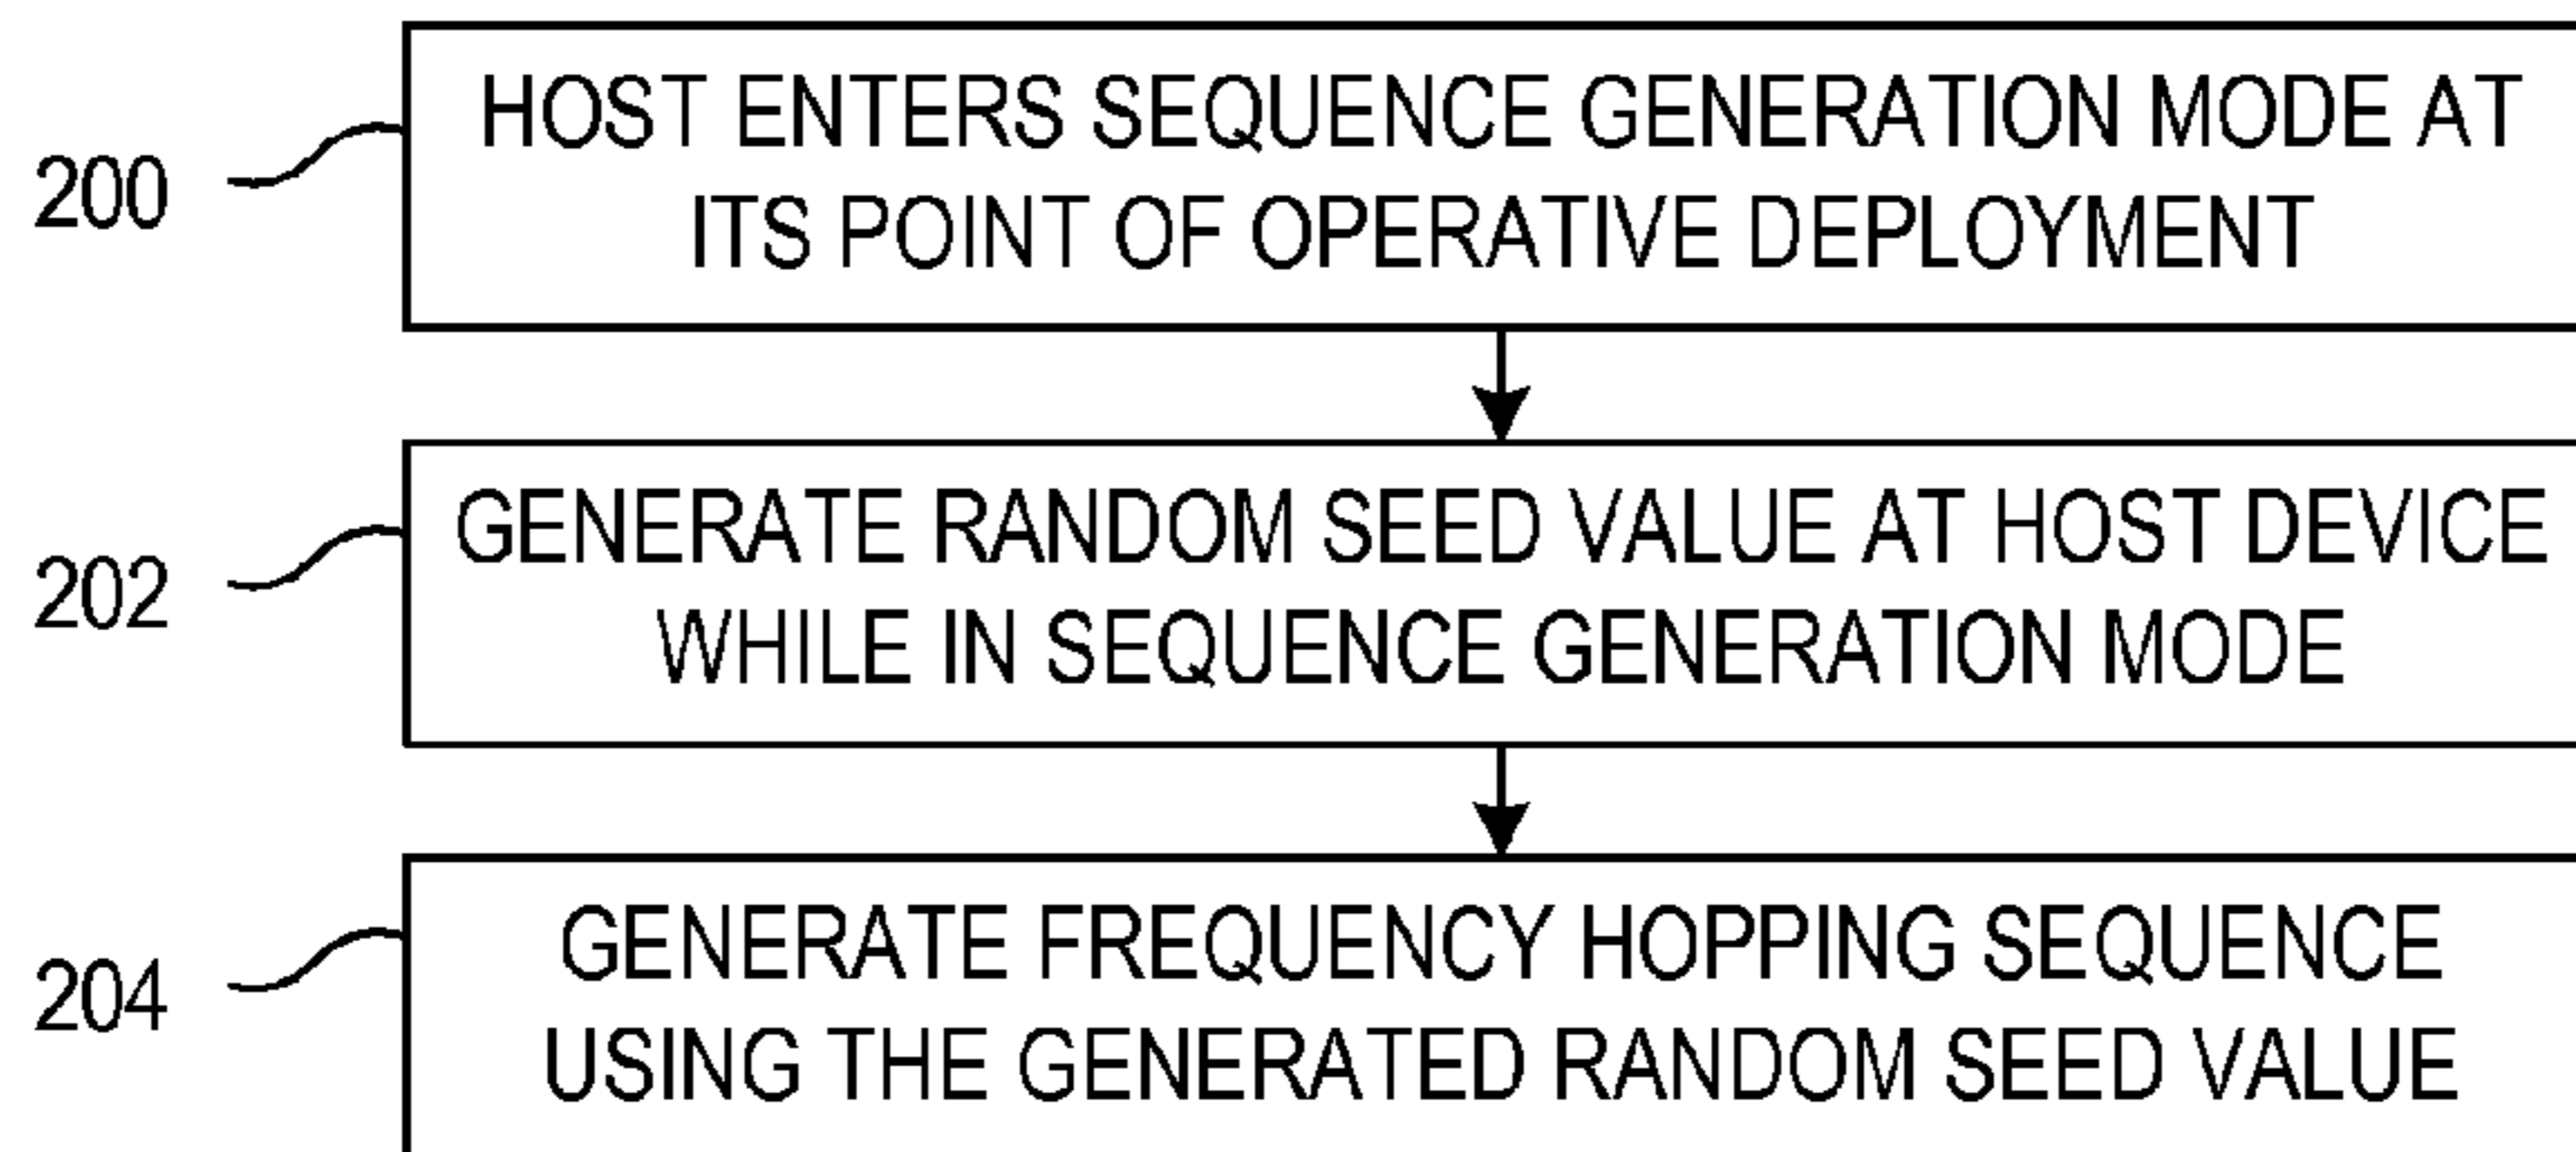 200
HOST ENTERS SEQUENCE GENERATION MODE AT
ITS POINT OF OPERATIVE DEPLOYMENT
202
GENERATE RANDOM SEED VALUE AT HOST DEVICE
WHILE IN SEQUENCE GENERATION MODE
204
GENERATE FREQUENCY HOPPING SEQUENCE
USING THE GENERATED RANDOM SEED VALUE